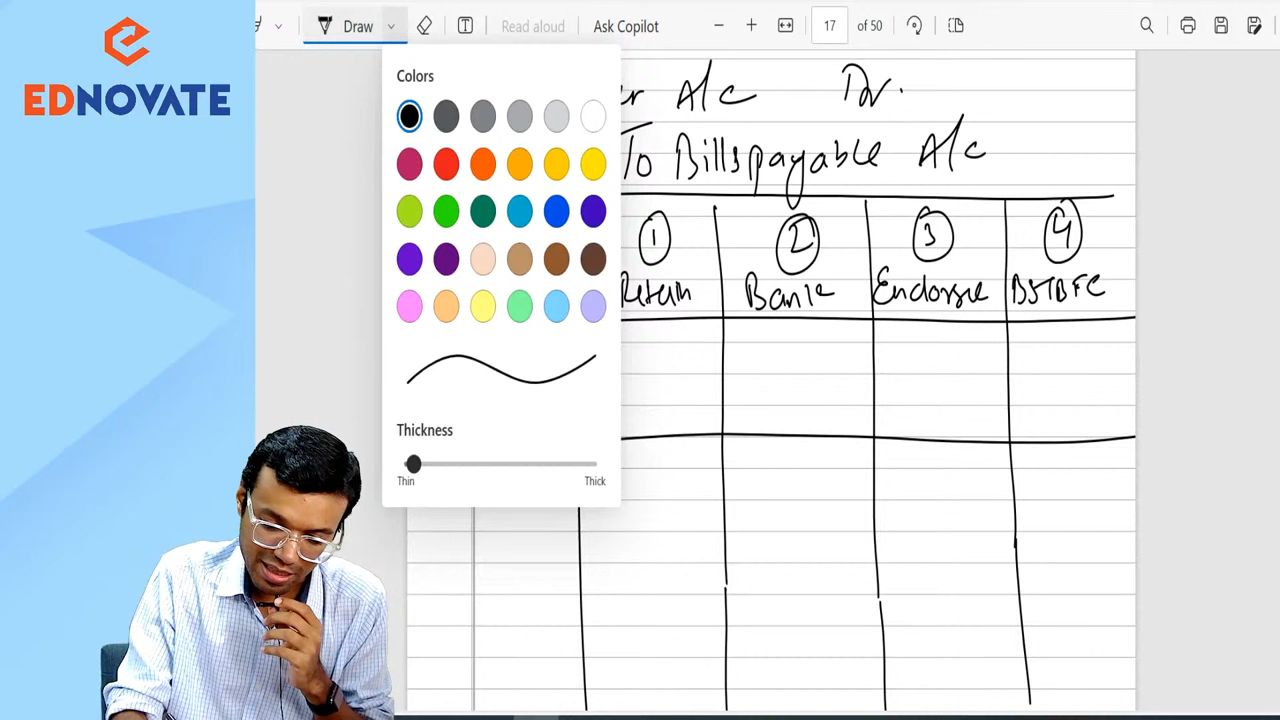 Draw
Read aloud
Ask Copilot
17 of 50
EDNOVATE
Colors
Thickness
Thin Thick
A/c Dr.
To Bills payable A/c
1 2 3 4
Retain Bank Endorse BSTBFC